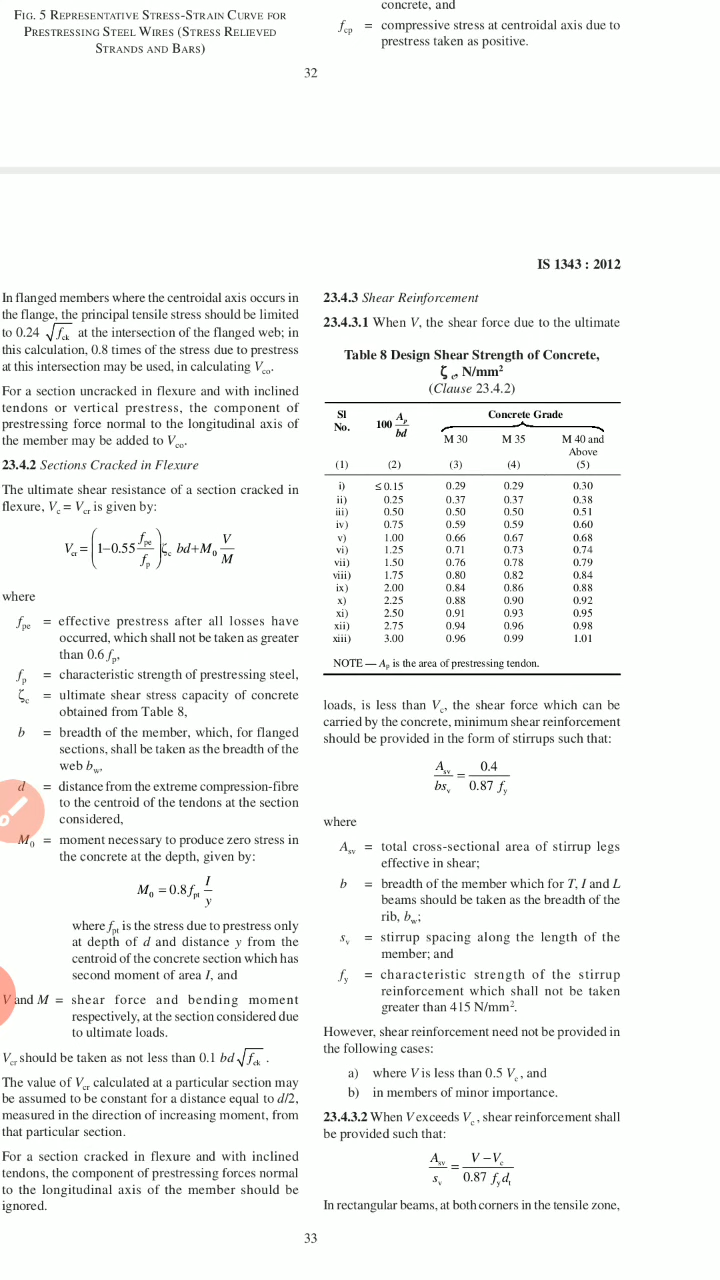 FIG. 5 REPRESENTATIVE STRESS-STRAIN CURVE FOR
PRESTRESSING STEEL WIRES (STRESS RELIEVED
STRANDS AND BARS)
concrete, and
f_cp = compressive stress at centroidal axis due to
prestress taken as positive.
32
IS 1343 : 2012
In flanged members where the centroidal axis occurs in
the flange, the principal tensile stress should be limited
to 0.24 √f_ck at the intersection of the flanged web; in
this calculation, 0.8 times of the stress due to prestress
at this intersection may be used, in calculating V_co.
For a section uncracked in flexure and with inclined
tendons or vertical prestress, the component of
prestressing force normal to the longitudinal axis of
the member may be added to V_co.
23.4.2 Sections Cracked in Flexure
The ultimate shear resistance of a section cracked in
flexure, V_c = V_cr is given by:
V_cr = (1–0.55 f_pe/f_p) ζ_c bd+M_0 V/M
where
f_pe = effective prestress after all losses have
occurred, which shall not be taken as greater
than 0.6 f_p,
f_p = characteristic strength of prestressing steel,
ζ_c = ultimate shear stress capacity of concrete
obtained from Table 8,
b = breadth of the member, which, for flanged
sections, shall be taken as the breadth of the
web b_w,
d = distance from the extreme compression-fibre
to the centroid of the tendons at the section
considered,
M_0 = moment necessary to produce zero stress in
the concrete at the depth, given by:
M_0 = 0.8 f_pt I/y
where f_pt is the stress due to prestress only
at depth of d and distance y from the
centroid of the concrete section which has
second moment of area I, and
V and M = shear force and bending moment
respectively, at the section considered due
to ultimate loads.
V_cr should be taken as not less than 0.1 bd √f_ck .
The value of V_cr calculated at a particular section may
be assumed to be constant for a distance equal to d/2,
measured in the direction of increasing moment, from
that particular section.
For a section cracked in flexure and with inclined
tendons, the component of prestressing forces normal
to the longitudinal axis of the member should be
ignored.
23.4.3 Shear Reinforcement
23.4.3.1 When V, the shear force due to the ultimate
Table 8 Design Shear Strength of Concrete,
ζ_c, N/mm²
(Clause 23.4.2)
Sl No. 100 A_p/bd Concrete Grade
M 30 M 35 M 40 and Above
(1) (2) (3) (4) (5)
i) ≤ 0.15 0.29 0.29 0.30
ii) 0.25 0.37 0.37 0.38
iii) 0.50 0.50 0.50 0.51
iv) 0.75 0.59 0.59 0.60
v) 1.00 0.66 0.67 0.68
vi) 1.25 0.71 0.73 0.74
vii) 1.50 0.76 0.78 0.79
viii) 1.75 0.80 0.82 0.84
ix) 2.00 0.84 0.86 0.88
x) 2.25 0.88 0.90 0.92
xi) 2.50 0.91 0.93 0.95
xii) 2.75 0.94 0.96 0.98
xiii) 3.00 0.96 0.99 1.01
NOTE — A_p is the area of prestressing tendon.
loads, is less than V_c, the shear force which can be
carried by the concrete, minimum shear reinforcement
should be provided in the form of stirrups such that:
A_sv/bs_v = 0.4/0.87 f_y
where
A_sv = total cross-sectional area of stirrup legs
effective in shear;
b = breadth of the member which for T, I and L
beams should be taken as the breadth of the
rib, b_w;
s_v = stirrup spacing along the length of the
member; and
f_y = characteristic strength of the stirrup
reinforcement which shall not be taken
greater than 415 N/mm².
However, shear reinforcement need not be provided in
the following cases:
a) where V is less than 0.5 V_c, and
b) in members of minor importance.
23.4.3.2 When V exceeds V_c, shear reinforcement shall
be provided such that:
A_sv/s_v = V – V_c/0.87 f_y d_t
In rectangular beams, at both corners in the tensile zone,
33